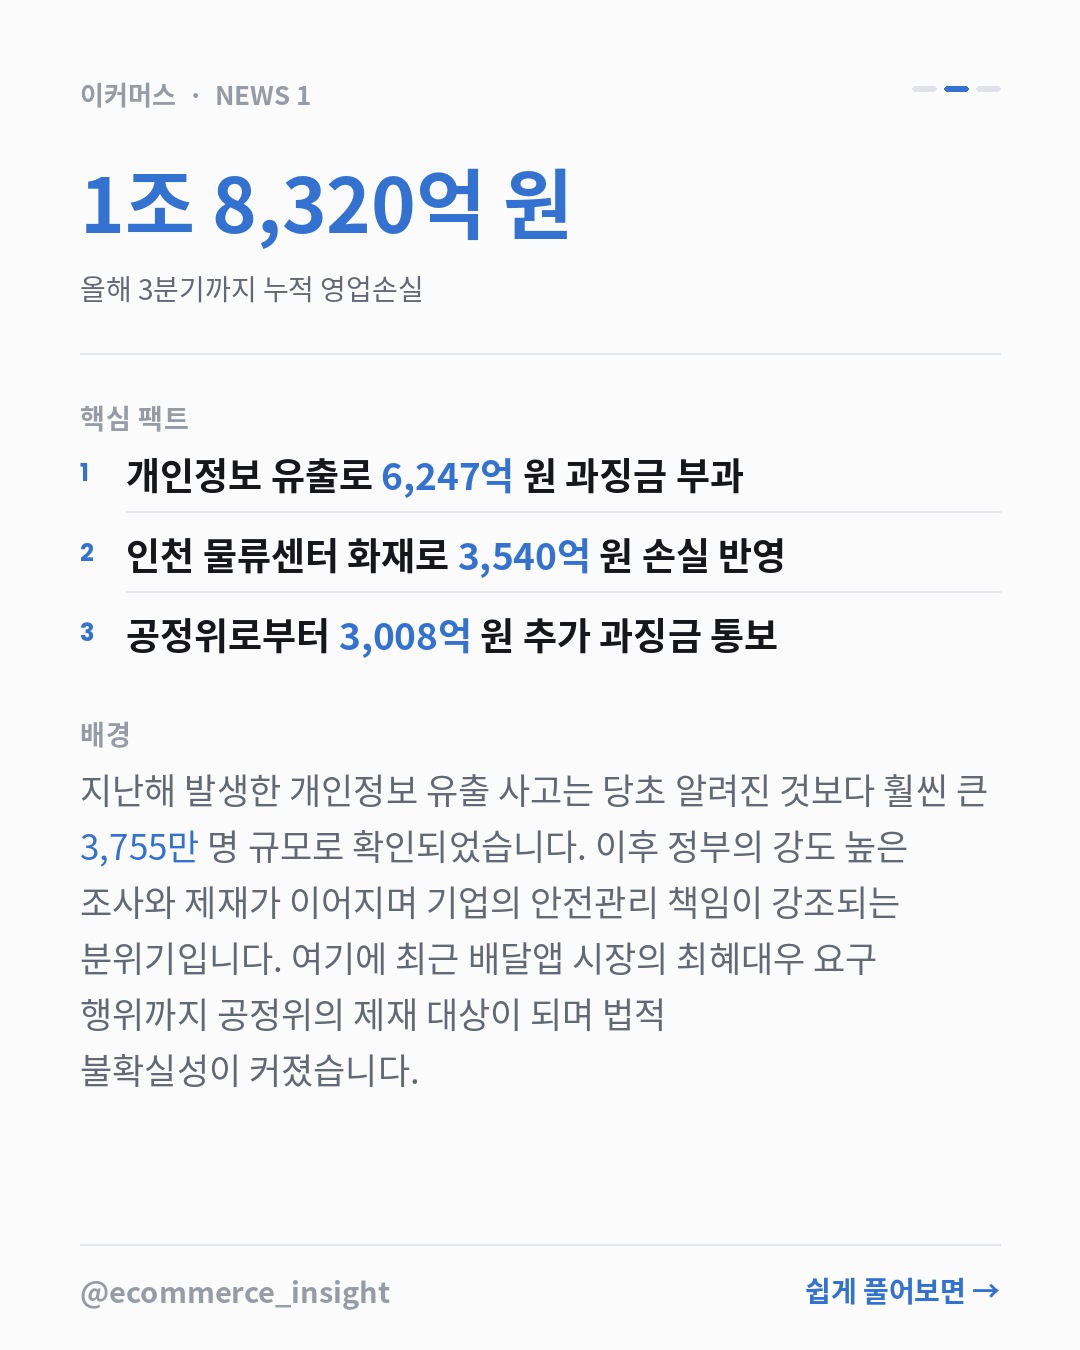 이커머스 · NEWS 1
1조 8,320억 원
올해 3분기까지 누적 영업손실
핵심 팩트
1 개인정보 유출로 6,247억 원 과징금 부과
2 인천 물류센터 화재로 3,540억 원 손실 반영
3 공정위로부터 3,008억 원 추가 과징금 통보
배경
지난해 발생한 개인정보 유출 사고는 당초 알려진 것보다 훨씬 큰
3,755만 명 규모로 확인되었습니다. 이후 정부의 강도 높은
조사와 제재가 이어지며 기업의 안전관리 책임이 강조되는
분위기입니다. 여기에 최근 배달앱 시장의 최혜대우 요구
행위까지 공정위의 제재 대상이 되며 법적
불확실성이 커졌습니다.
@ecommerce_insight
쉽게 풀어보면 →